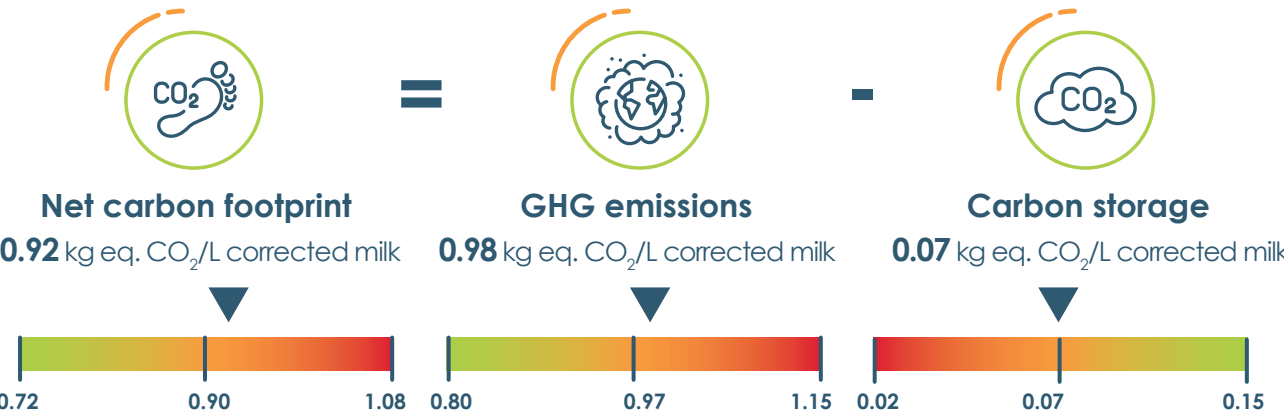 CO₂ = - CO₂
Net carbon footprint GHG emissions Carbon storage
0.92 kg eq. CO₂/L corrected milk 0.98 kg eq. CO₂/L corrected milk 0.07 kg eq. CO₂/L corrected milk
0.72 0.90 1.08 0.80 0.97 1.15 0.02 0.07 0.15